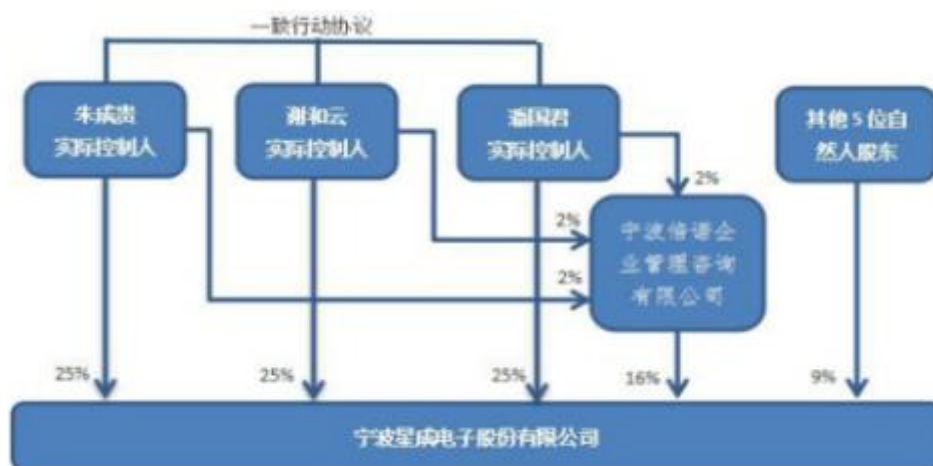 一致行动协议
朱成贵
实际控制人
谢和云
实际控制人
潘国君
实际控制人
其他 5 位自
然人股东
2%
2%
2%
宁波倍诺企
业管理咨询
有限公司
25%
25%
25%
16%
9%
宁波星成电子股份有限公司